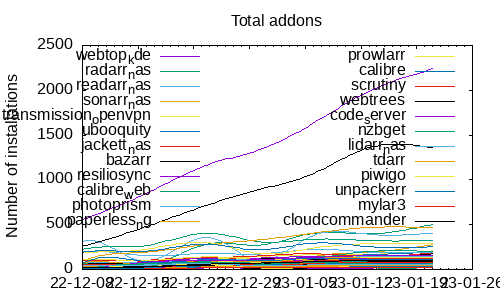 Total addons
Number of installations
2500
2000
1500
1000
500
0
webtop_kde
radarr_nas
readarr_nas
sonarr_nas
transmission_openvpn
ubooquity
jackett_nas
bazarr
resiliosync
calibre_web
photoprism
paperless_ng
prowlarr
calibre
scrutiny
webtrees
code_server
nzbget
lidarr_nas
tdarr
piwigo
unpackerr
mylar3
cloudcommander
22-12-08
22-12-15
22-12-22
22-12-29
23-01-05
23-01-12
23-01-19
23-01-26